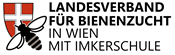 LANDESVERBAND
FÜR BIENENZUCHT
IN WIEN
MIT IMKERSCHULE